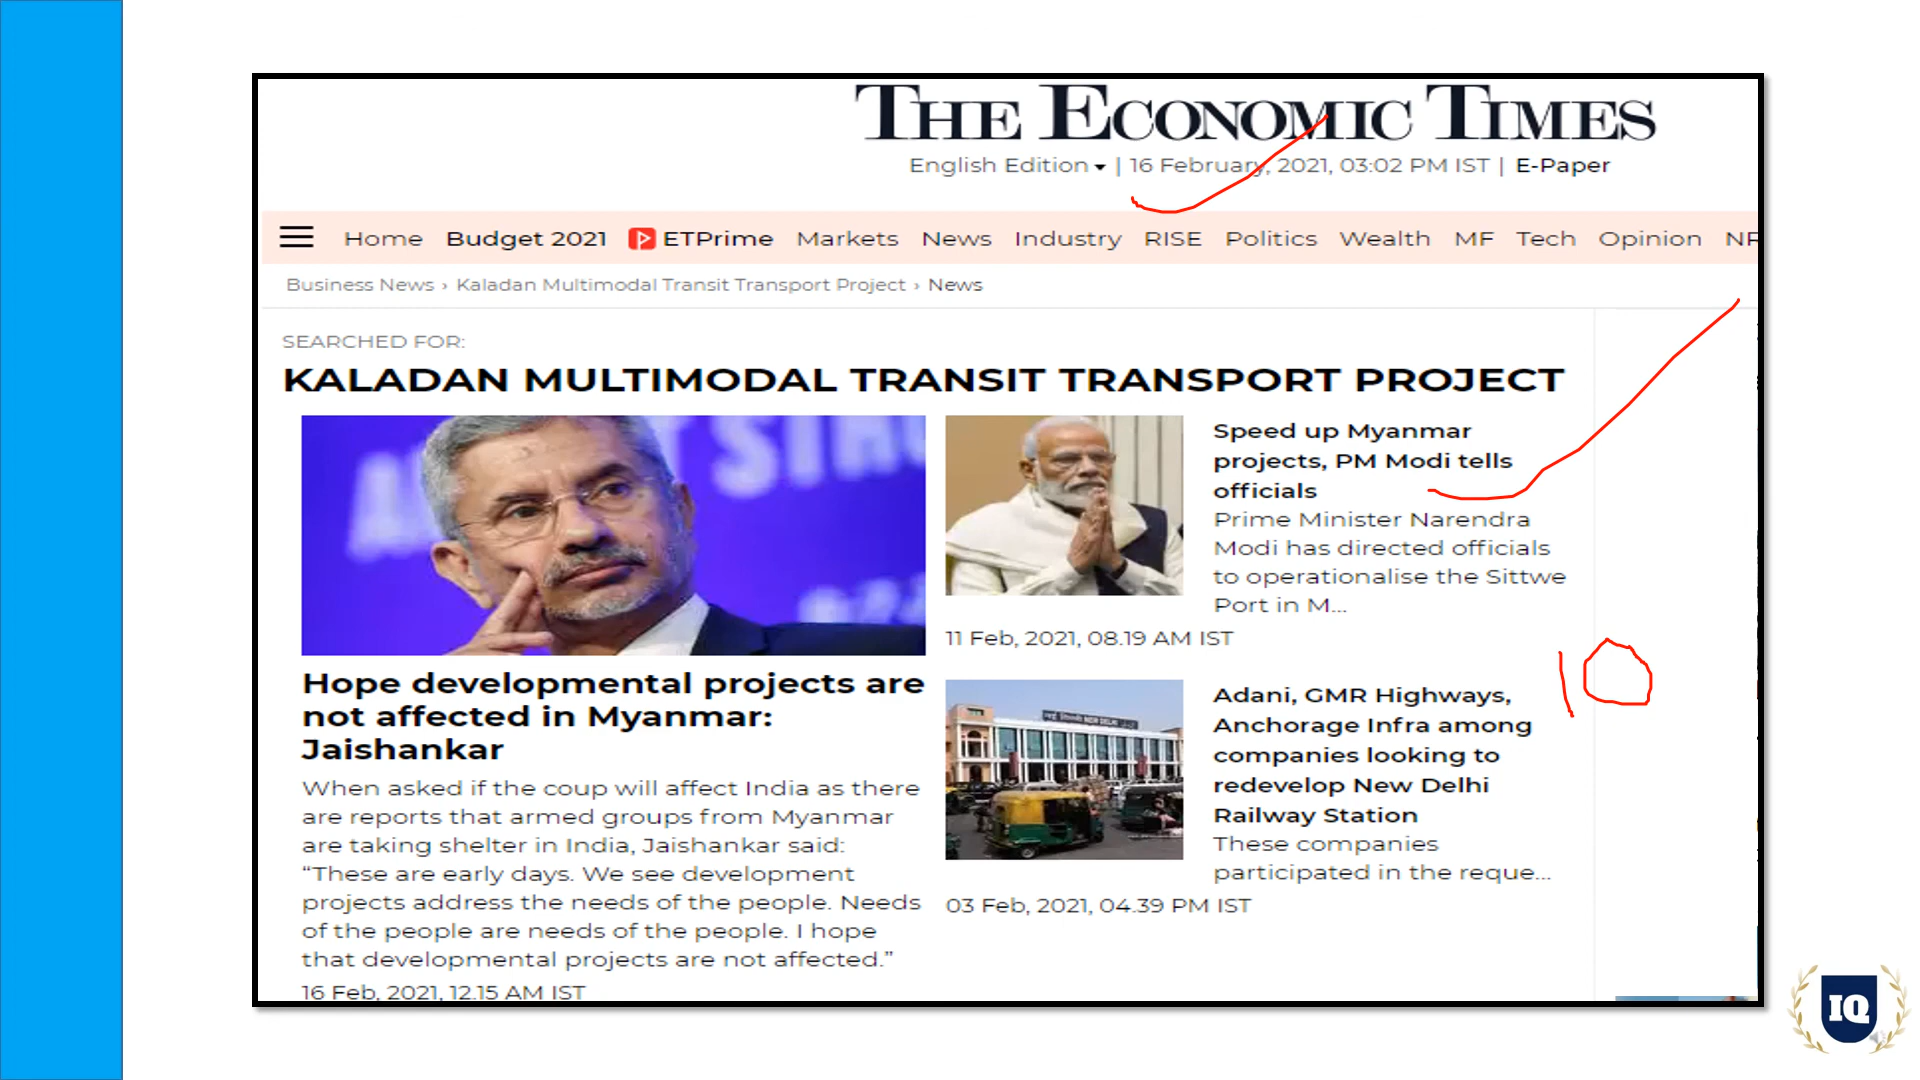 THE ECONOMIC TIMES
English Edition | 16 February, 2021, 03:02 PM IST | E-Paper
Home Budget 2021 ETPrime Markets News Industry RISE Politics Wealth MF Tech Opinion NR
Business News › Kaladan Multimodal Transit Transport Project › News
SEARCHED FOR:
KALADAN MULTIMODAL TRANSIT TRANSPORT PROJECT
Hope developmental projects are
not affected in Myanmar:
Jaishankar
When asked if the coup will affect India as there
are reports that armed groups from Myanmar
are taking shelter in India, Jaishankar said:
“These are early days. We see development
projects address the needs of the people. Needs
of the people are needs of the people. I hope
that developmental projects are not affected.”
16 Feb, 2021, 12.15 AM IST
Speed up Myanmar
projects, PM Modi tells
officials
Prime Minister Narendra
Modi has directed officials
to operationalise the Sittwe
Port in M...
11 Feb, 2021, 08.19 AM IST
Adani, GMR Highways,
Anchorage Infra among
companies looking to
redevelop New Delhi
Railway Station
These companies
participated in the reque...
03 Feb, 2021, 04.39 PM IST
10
IQ